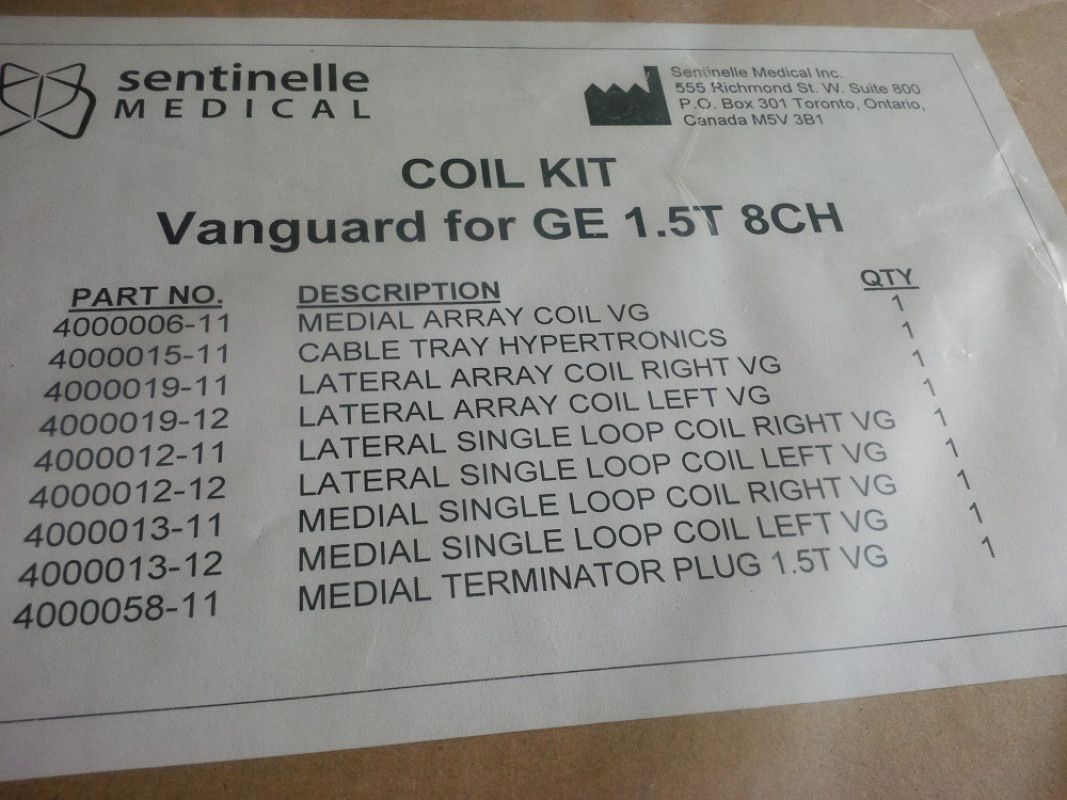 sentinelle
MEDICAL
Sentinelle Medical Inc.
555 Richmond St. W. Suite 800
P.O. Box 301 Toronto, Ontario,
Canada M5V 3B1
COIL KIT
Vanguard for GE 1.5T 8CH
PART NO. DESCRIPTION QTY
4000006-11 MEDIAL ARRAY COIL VG 1
4000015-11 CABLE TRAY HYPERTRONICS 1
4000019-11 LATERAL ARRAY COIL RIGHT VG 1
4000019-12 LATERAL ARRAY COIL LEFT VG 1
4000012-11 LATERAL SINGLE LOOP COIL RIGHT VG 1
4000012-12 LATERAL SINGLE LOOP COIL LEFT VG 1
4000013-11 MEDIAL SINGLE LOOP COIL RIGHT VG 1
4000013-12 MEDIAL SINGLE LOOP COIL LEFT VG 1
4000058-11 MEDIAL TERMINATOR PLUG 1.5T VG 1